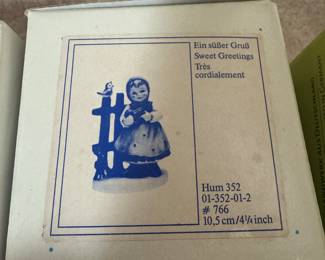 Ein süßer Gruß
Sweet Greetings
Très
cordialement
Hum 352
01-352-01-2
# 766
10,5 cm/4⅛ inch